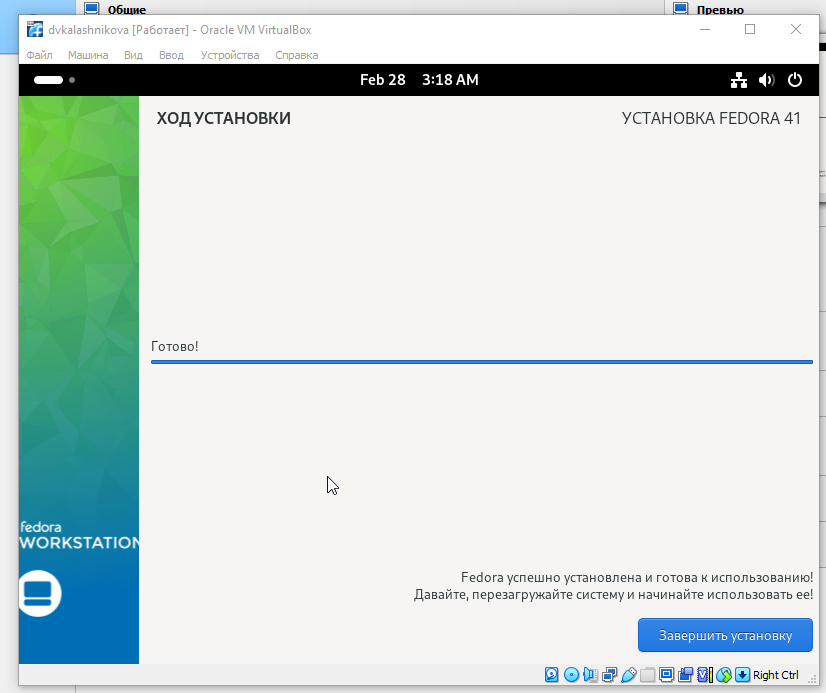 Общие
Превью
dvkalashnikova [Работает] - Oracle VM VirtualBox
Файл Машина Вид Ввод Устройства Справка
Feb 28 3:18 AM
ХОД УСТАНОВКИ
УСТАНОВКА FEDORA 41
Готово!
fedora
WORKSTATION
Fedora успешно установлена и готова к использованию!
Давайте, перезагружайте систему и начинайте использовать ее!
Завершить установку
Right Ctrl